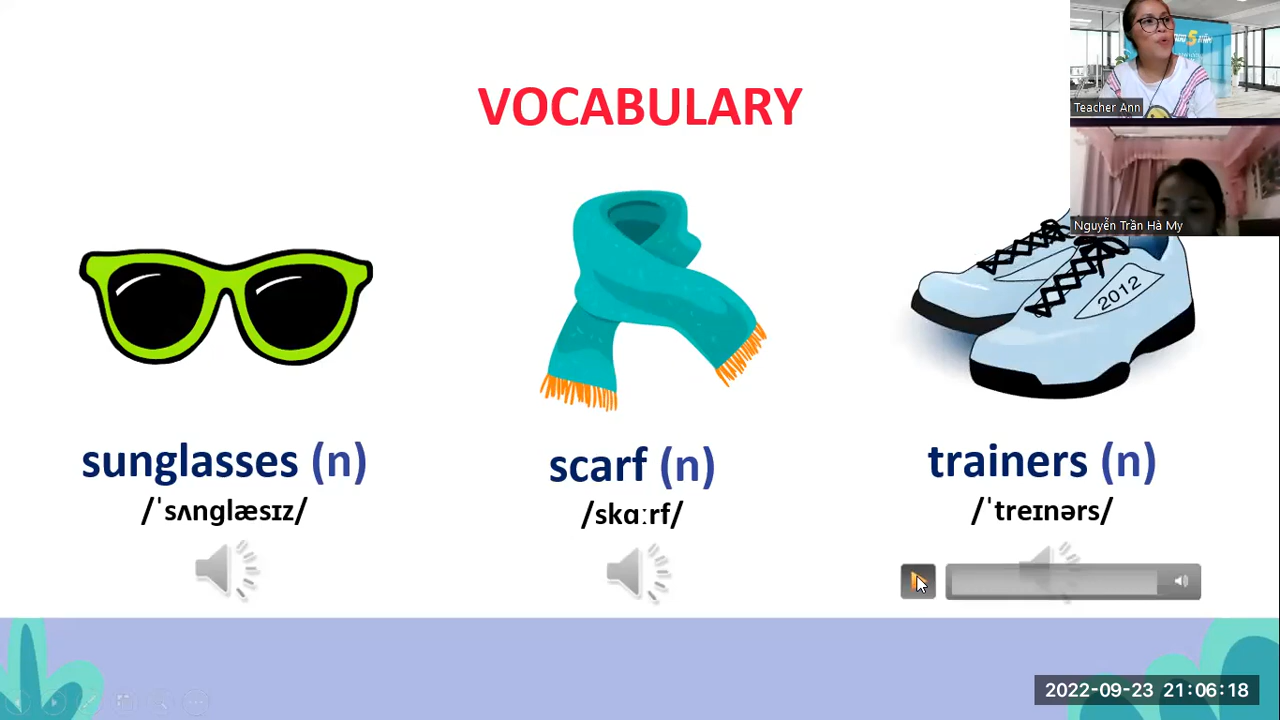 VOCABULARY
Teacher Ann
Nguyễn Trần Hà My
2012
sunglasses (n)
scarf (n)
trainers (n)
/ˈsʌnglæsɪz/
/skɑːrf/
/ˈtreɪnərs/
2022-09-23 21:06:18